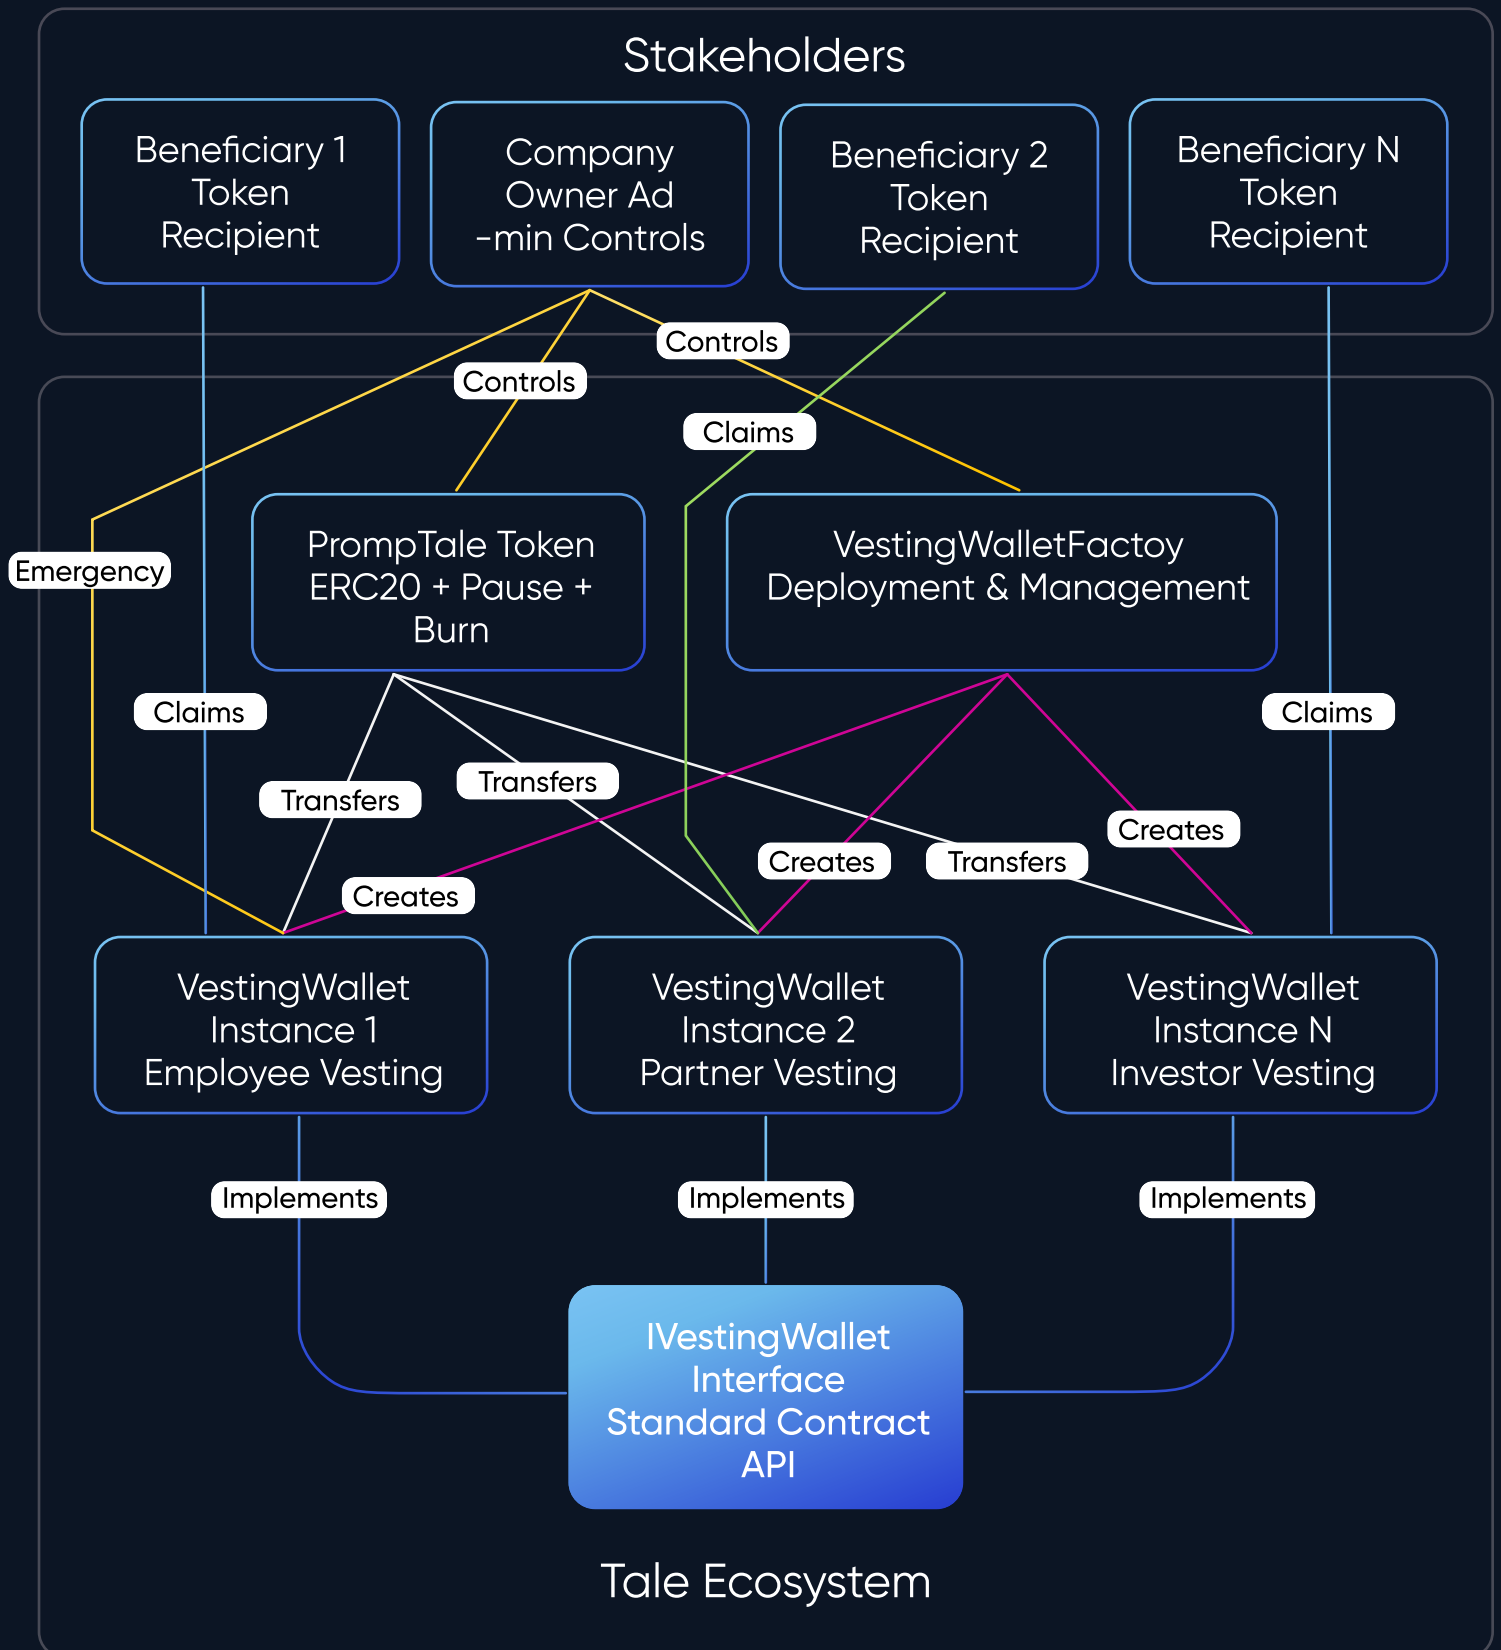 Stakeholders
Beneficiary 1
Token
Recipient
Company
Owner Ad
-min Controls
Beneficiary 2
Token
Recipient
Beneficiary N
Token
Recipient
Controls
Controls
Claims
Emergency
PrompTale Token
ERC20 + Pause +
Burn
VestingWalletFactoy
Deployment & Management
Claims
Claims
Transfers
Transfers
Creates
Creates
Transfers
Creates
VestingWallet
Instance 1
Employee Vesting
VestingWallet
Instance 2
Partner Vesting
VestingWallet
Instance N
Investor Vesting
Implements
Implements
Implements
IVestingWallet
Interface
Standard Contract
API
Tale Ecosystem